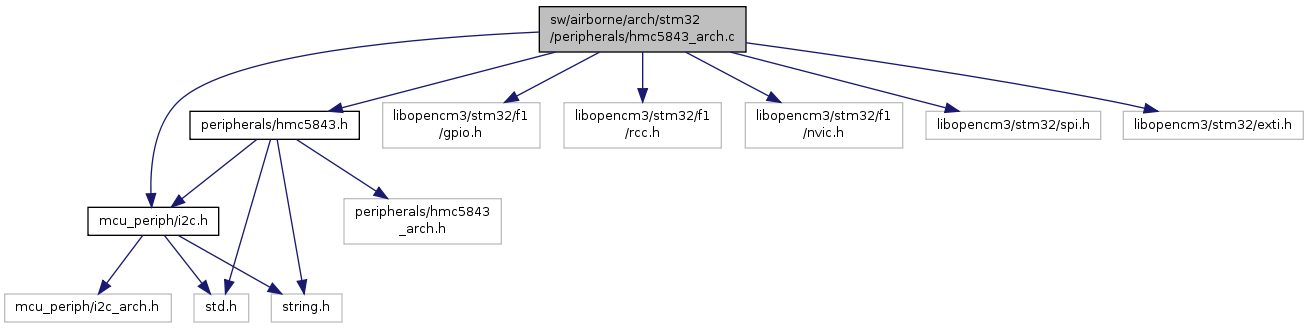 sw/airborne/arch/stm32
/peripherals/hmc5843_arch.c
peripherals/hmc5843.h
libopencm3/stm32/f1
/gpio.h
libopencm3/stm32/f1
/rcc.h
libopencm3/stm32/f1
/nvic.h
libopencm3/stm32/spi.h
libopencm3/stm32/exti.h
mcu_periph/i2c.h
peripherals/hmc5843
_arch.h
mcu_periph/i2c_arch.h
std.h
string.h